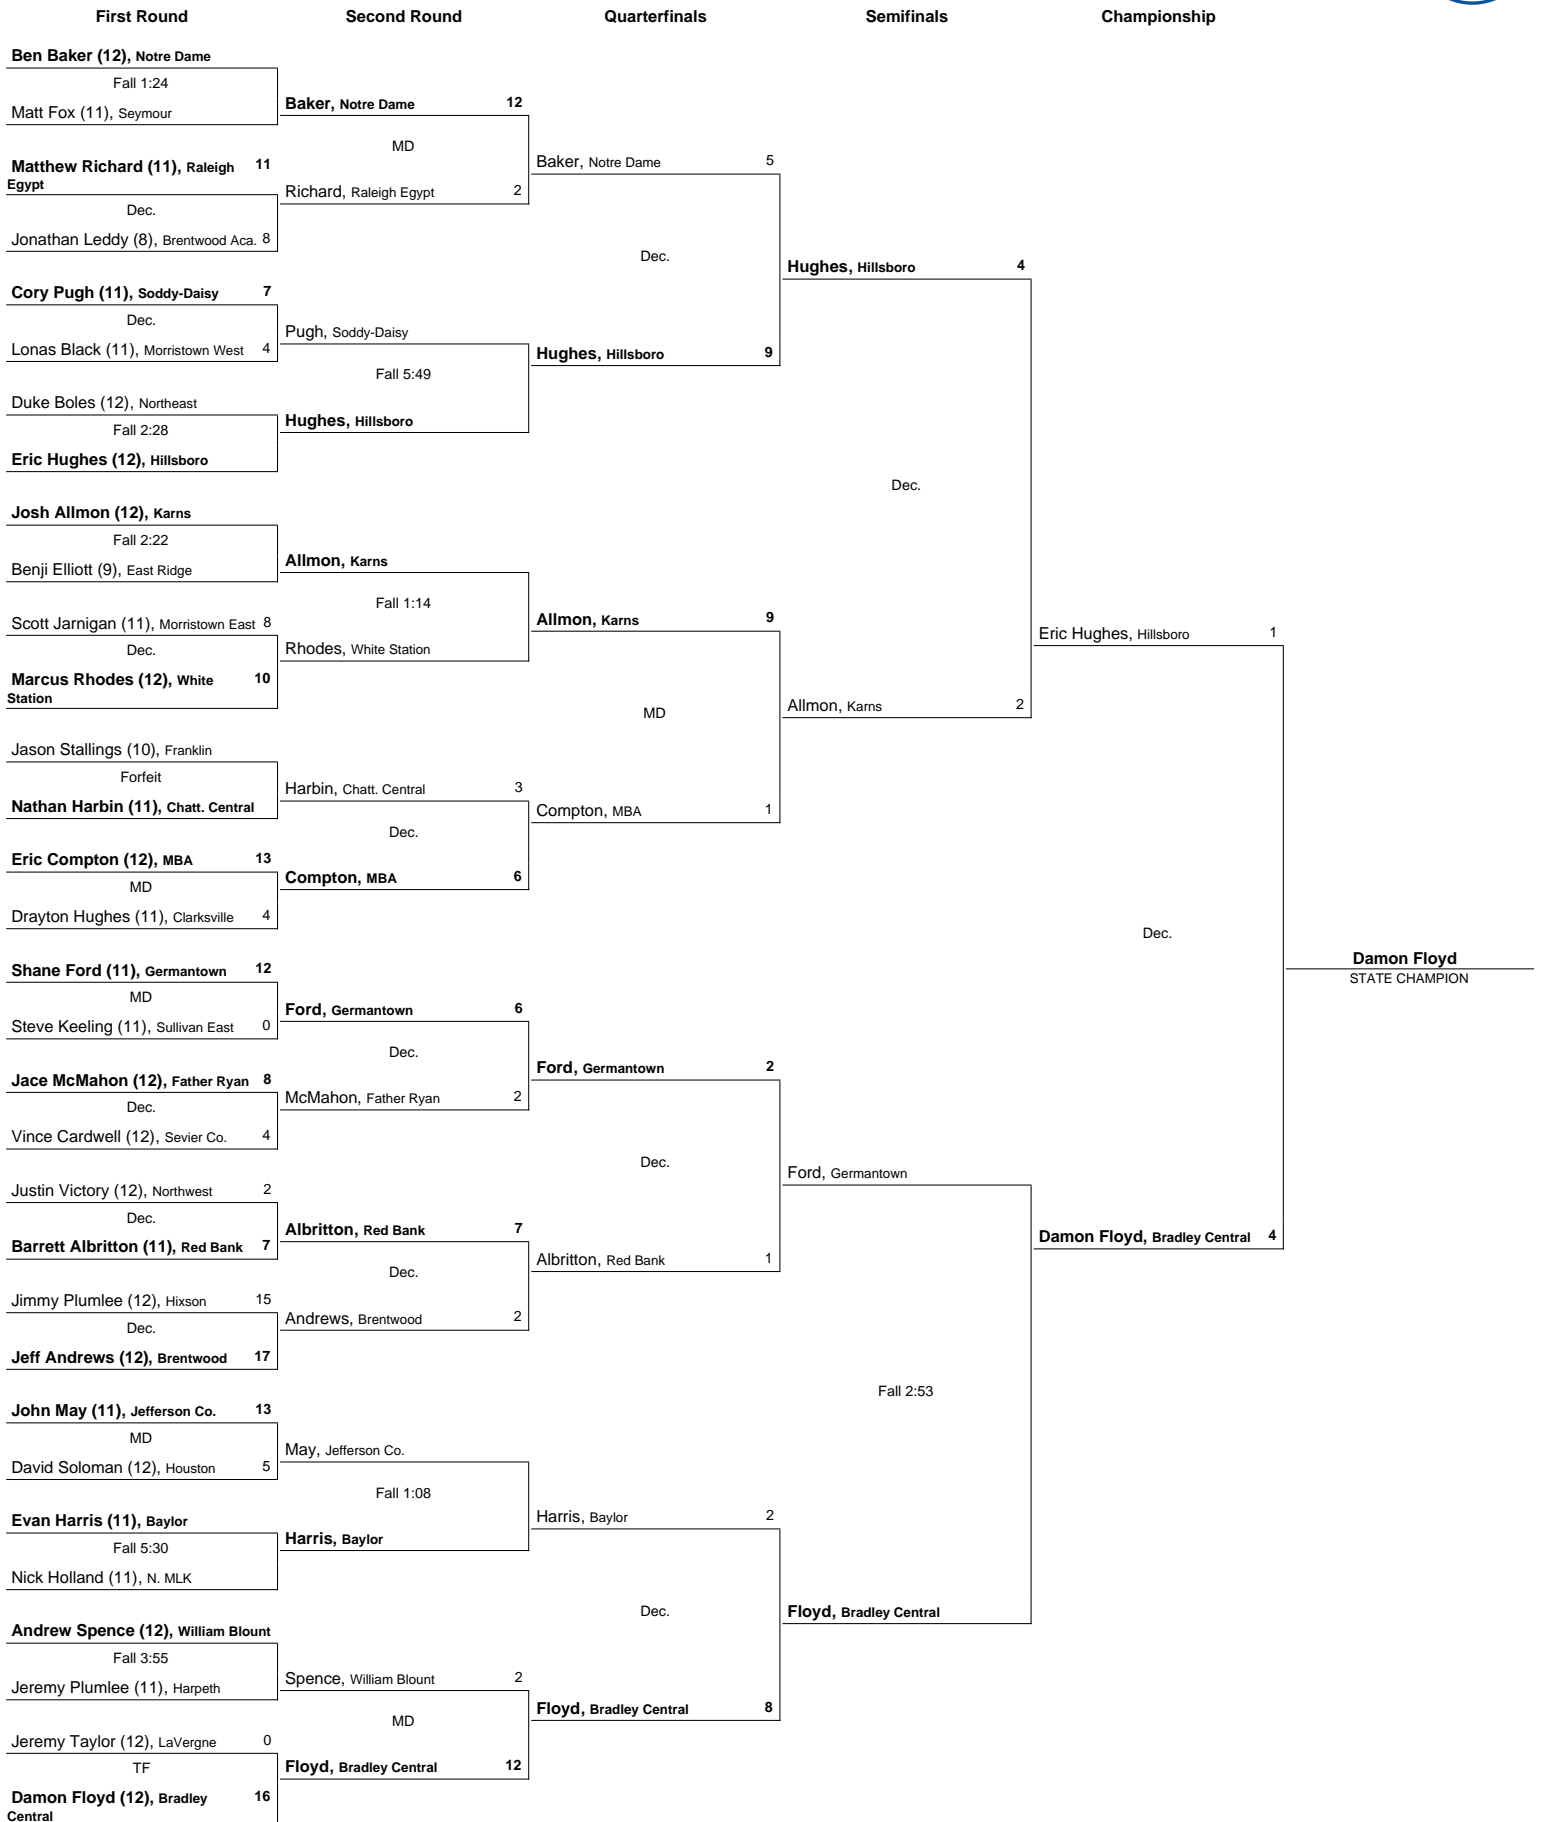 First Round Second Round Quarterfinals Semifinals Championship
Ben Baker (12), Notre Dame
Fall 1:24
Matt Fox (11), Seymour
Matthew Richard (11), Raleigh 11
Egypt
Dec.
Jonathan Leddy (8), Brentwood Aca. 8
Cory Pugh (11), Soddy-Daisy 7
Dec.
Lonas Black (11), Morristown West 4
Duke Boles (12), Northeast
Fall 2:28
Eric Hughes (12), Hillsboro
Josh Allmon (12), Karns
Fall 2:22
Benji Elliott (9), East Ridge
Scott Jarnigan (11), Morristown East 8
Dec.
Marcus Rhodes (12), White 10
Station
Jason Stallings (10), Franklin
Forfeit
Nathan Harbin (11), Chatt. Central
Eric Compton (12), MBA 13
MD
Drayton Hughes (11), Clarksville 4
Shane Ford (11), Germantown 12
MD
Steve Keeling (11), Sullivan East 0
Jace McMahon (12), Father Ryan 8
Dec.
Vince Cardwell (12), Sevier Co. 4
Justin Victory (12), Northwest 2
Dec.
Barrett Albritton (11), Red Bank 7
Jimmy Plumlee (12), Hixson 15
Dec.
Jeff Andrews (12), Brentwood 17
John May (11), Jefferson Co. 13
MD
David Soloman (12), Houston 5
Evan Harris (11), Baylor
Fall 5:30
Nick Holland (11), N. MLK
Andrew Spence (12), William Blount
Fall 3:55
Jeremy Plumlee (11), Harpeth
Jeremy Taylor (12), LaVergne 0
TF
Damon Floyd (12), Bradley 16
Central
Baker, Notre Dame 12
MD
Richard, Raleigh Egypt 2
Pugh, Soddy-Daisy
Fall 5:49
Hughes, Hillsboro
Allmon, Karns
Fall 1:14
Rhodes, White Station
Harbin, Chatt. Central 3
Dec.
Compton, MBA 6
Ford, Germantown 6
Dec.
McMahon, Father Ryan 2
Albritton, Red Bank 7
Dec.
Andrews, Brentwood 2
May, Jefferson Co.
Fall 1:08
Harris, Baylor
Spence, William Blount 2
MD
Floyd, Bradley Central 12
Baker, Notre Dame 5
Dec.
Hughes, Hillsboro 9
Allmon, Karns 9
MD
Compton, MBA 1
Ford, Germantown 2
Dec.
Albritton, Red Bank 1
Harris, Baylor 2
Dec.
Floyd, Bradley Central 8
Hughes, Hillsboro 4
Dec.
Allmon, Karns 2
Ford, Germantown
Fall 2:53
Floyd, Bradley Central
Eric Hughes, Hillsboro 1
Dec.
Damon Floyd, Bradley Central 4
Damon Floyd
STATE CHAMPION